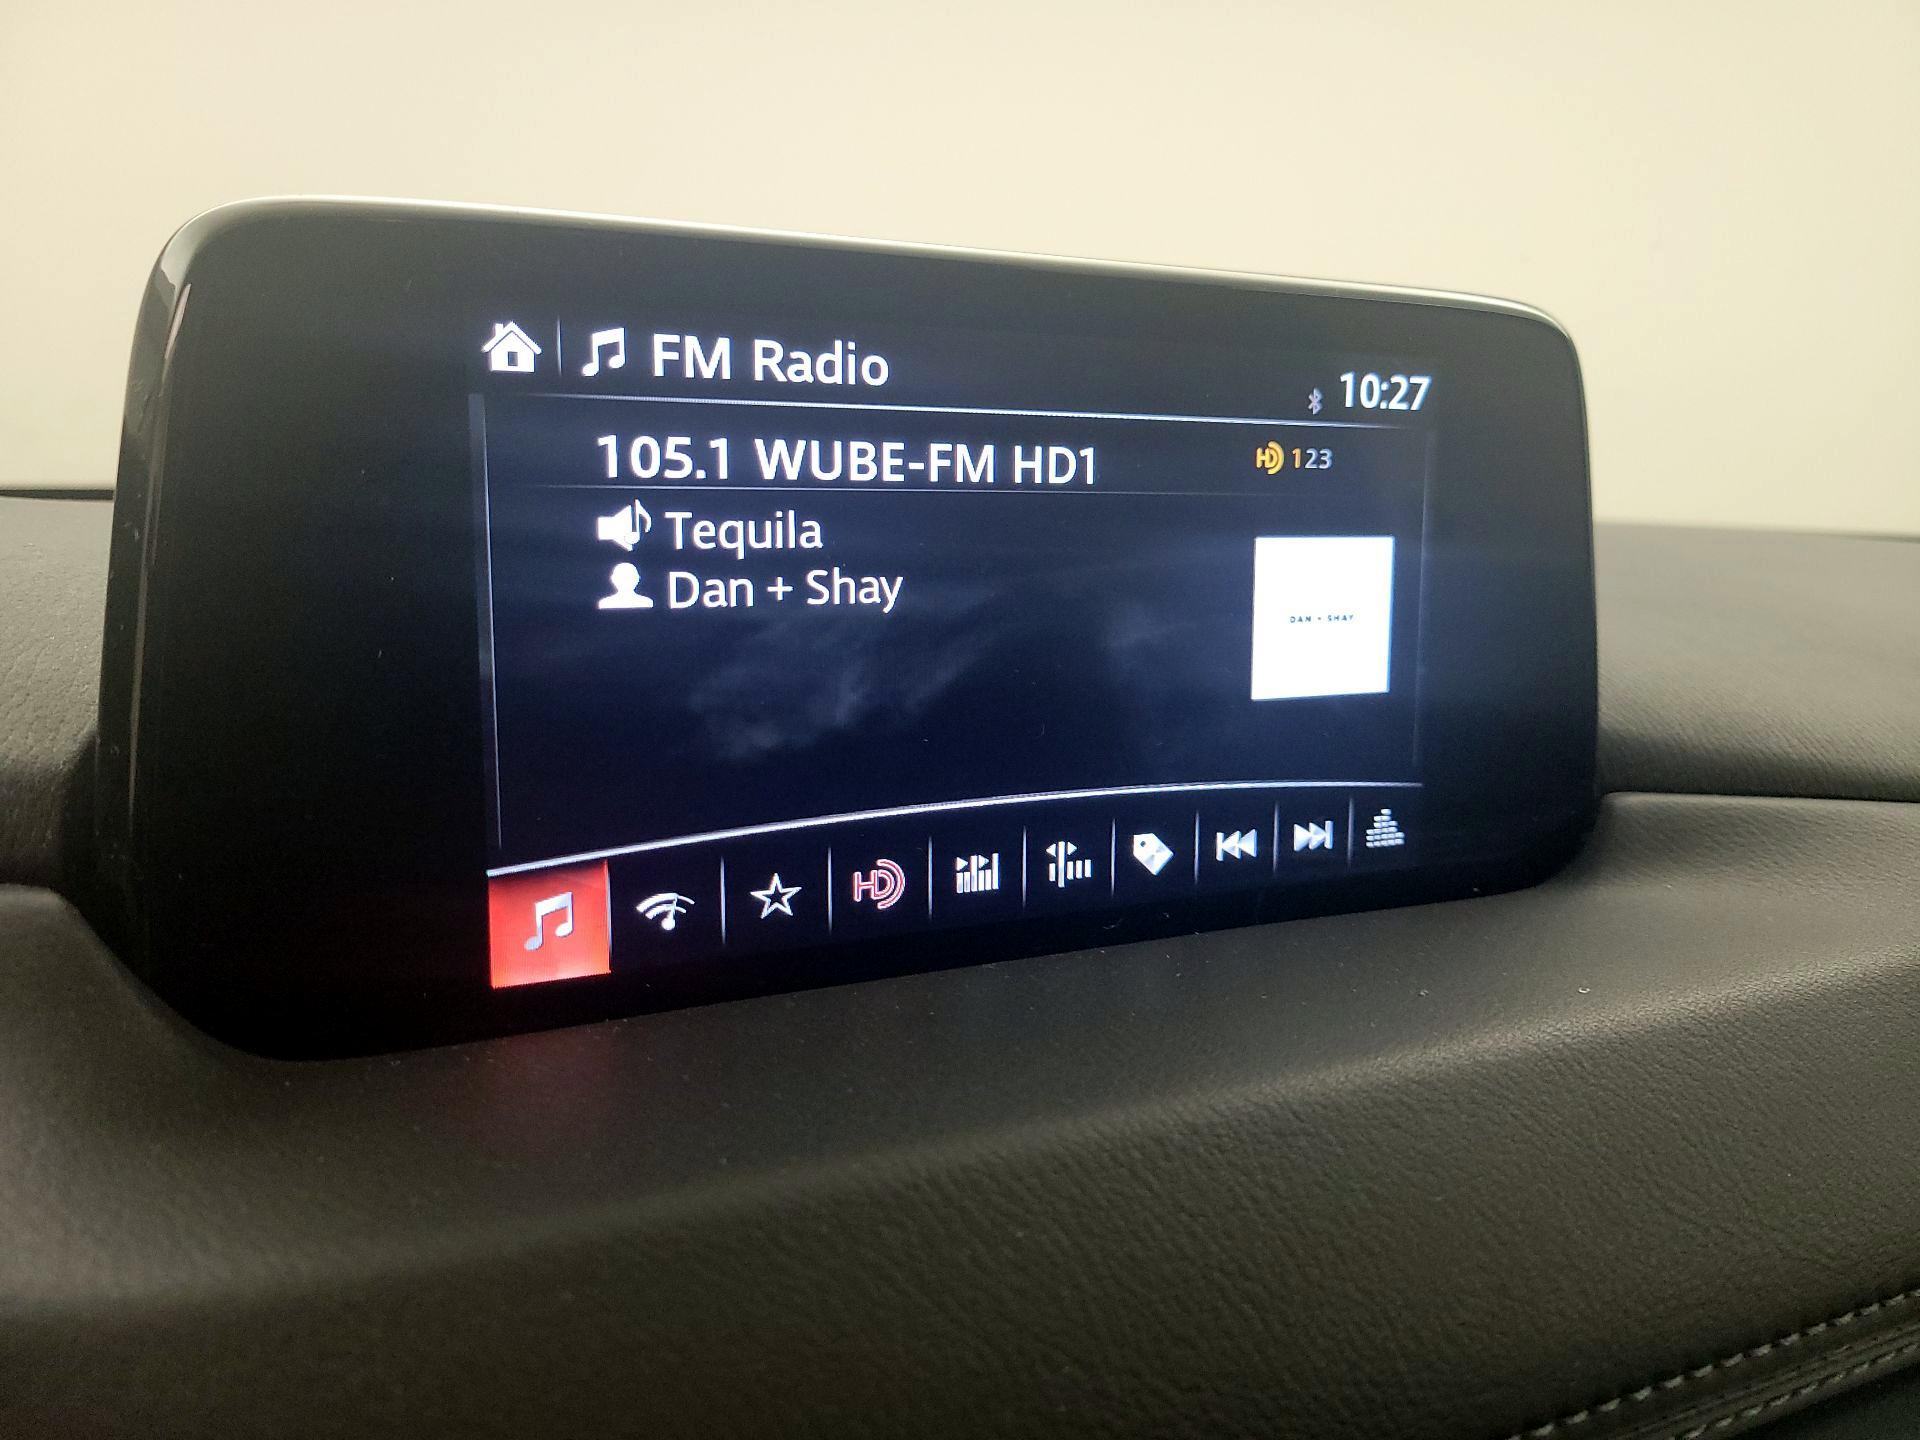 FM Radio
10:27
105.1 WUBE-FM HD1
HD 123
Tequila
Dan + Shay
DAN + SHAY
HD